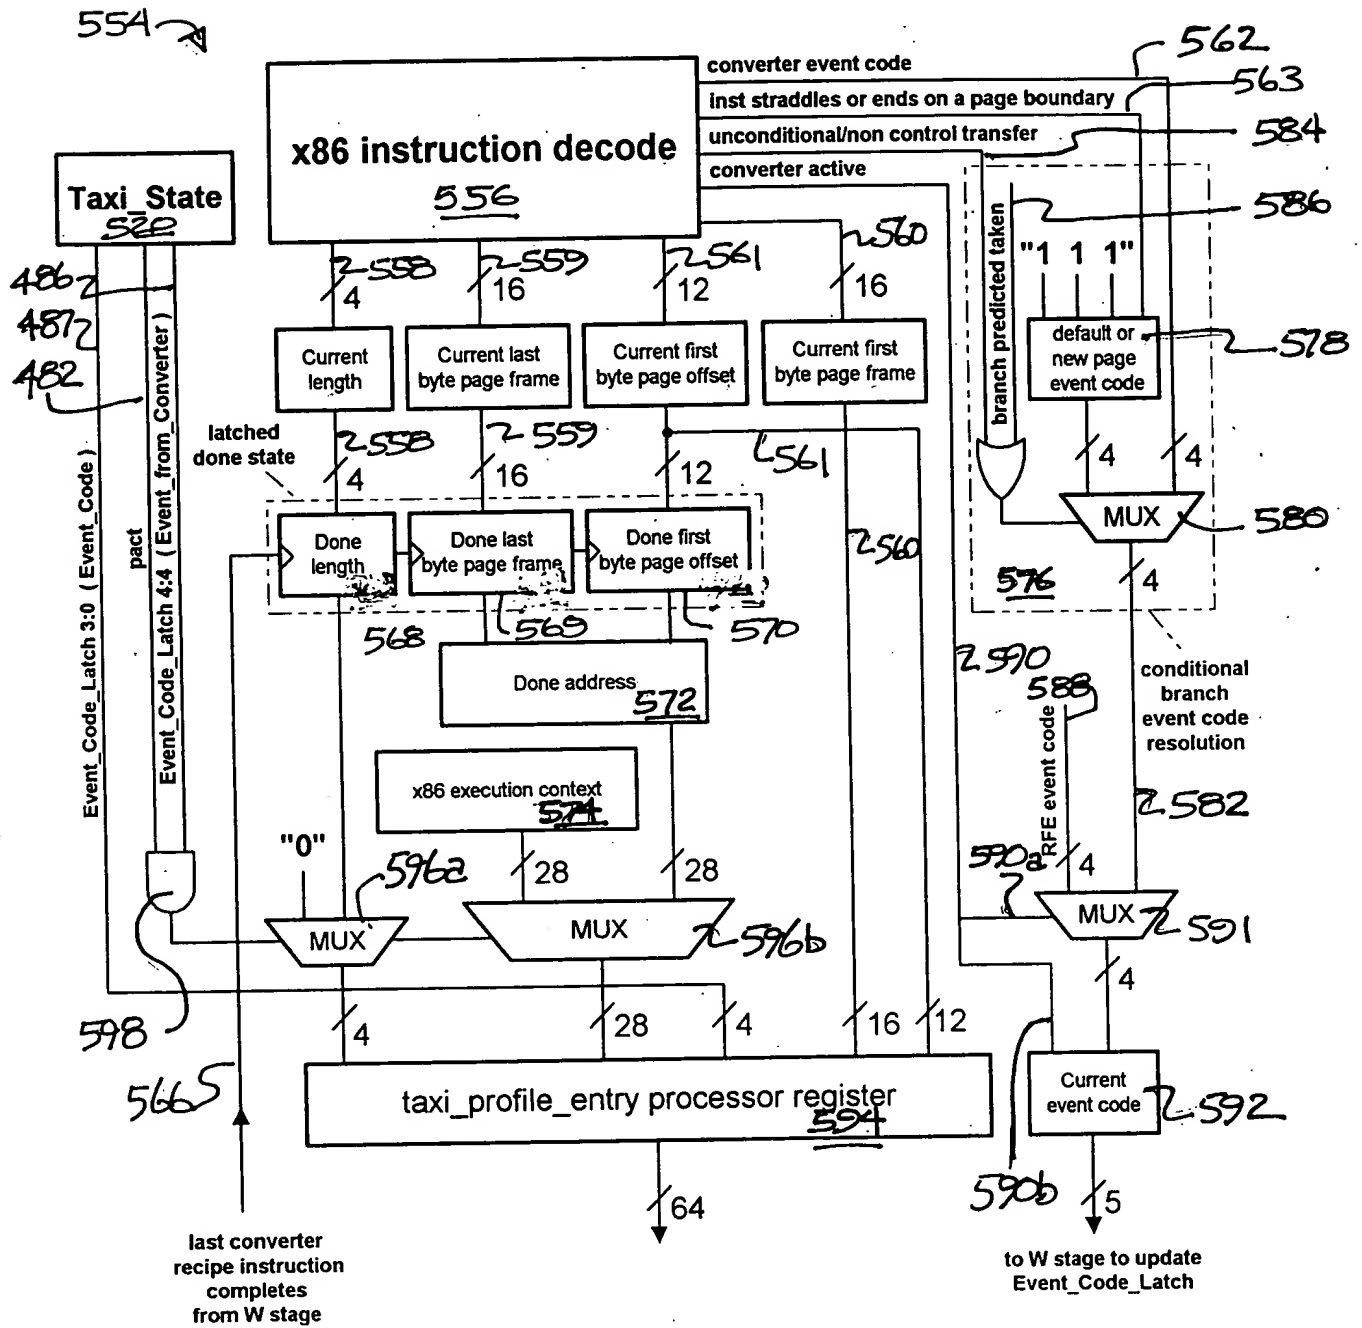 554
562
converter event code
563
inst straddles or ends on a page boundary
unconditional/non control transfer
584
converter active
x86 instruction decode
556
Taxi_State
520
586
branch predicted taken
"1 1 1"
560
558
559
561
4
16
12
16
486
487
482
Current
length
Current last
byte page frame
Current first
byte page offset
Current first
byte page frame
default or
new page
event code
578
latched
done state
558
559
561
4
16
12
4
4
MUX
580
4
576
560
Event_Code_Latch 3:0 ( Event_Code )
pact
Event_Code_Latch 4:4 ( Event_from_Converter )
Done
length
Done last
byte page frame
Done first
byte page offset
568
569
570
Done address
572
590
588
conditional
branch
event code
resolution
RFE event code
x86 execution context
574
582
"0"
596a
28
28
590a
4
MUX
MUX
596b
MUX
591
4
598
4
28
4
16
12
566
taxi_profile_entry processor register
594
Current
event code
592
590b
64
5
last converter
recipe instruction
completes
from W stage
to W stage to update
Event_Code_Latch